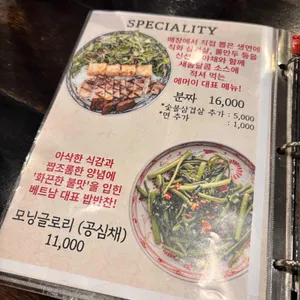 SPECIALITY
매장에서 직접 뽑은 생면에
직화 삼겹살, 물만두 등을
신선한 야채와 함께
새콤달콤 소스에
적셔 먹는
에머이 대표 메뉴!
분짜 16,000
*숯불삼겹살 추가 : 5,000
*면 추가 : 1,000
아삭한 식감과
짭조롬한 양념에
'화끈한 불맛'을 입힌
베트남 대표 밥반찬!
모닝글로리 (공심채)
11,000